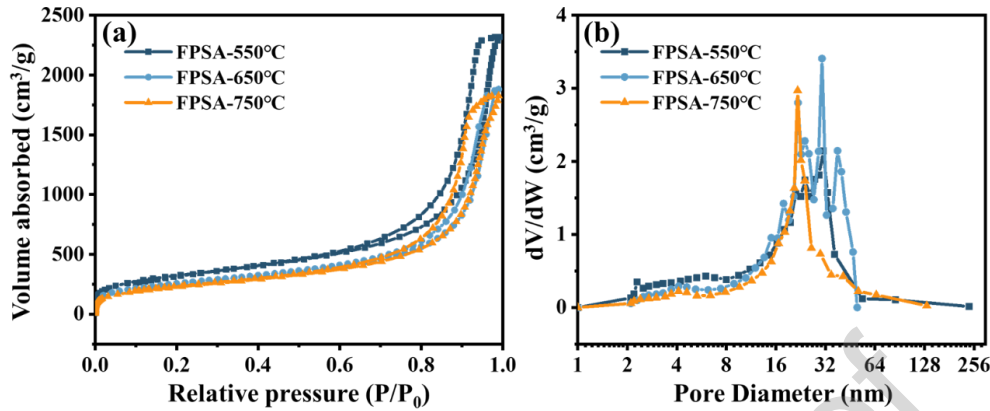 (a)
FPSA-550℃
FPSA-650℃
FPSA-750℃
Volume absorbed (cm³/g)
2500
2000
1500
1000
500
0
0.0 0.2 0.4 0.6 0.8 1.0
Relative pressure (P/P₀)
(b)
FPSA-550℃
FPSA-650℃
FPSA-750℃
dV/dW (cm³/g)
4
3
2
1
0
1 2 4 8 16 32 64 128 256
Pore Diameter (nm)